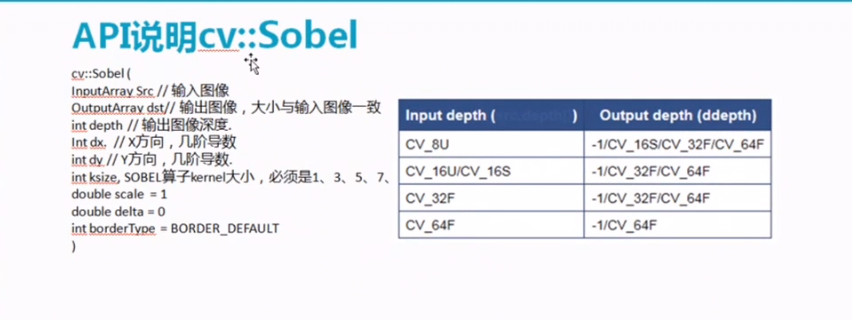 API说明cv::Sobel
cv::Sobel (
InputArray Src // 输入图像
OutputArray dst// 输出图像，大小与输入图像一致
int depth // 输出图像深度.
Int dx. // X方向，几阶导数
int dy // Y方向，几阶导数.
int ksize, SOBEL算子kernel大小，必须是1、3、5、7、
double scale = 1
double delta = 0
int borderType = BORDER_DEFAULT
)
Input depth (src.depth()) Output depth (ddepth)
CV_8U -1/CV_16S/CV_32F/CV_64F
CV_16U/CV_16S -1/CV_32F/CV_64F
CV_32F -1/CV_32F/CV_64F
CV_64F -1/CV_64F